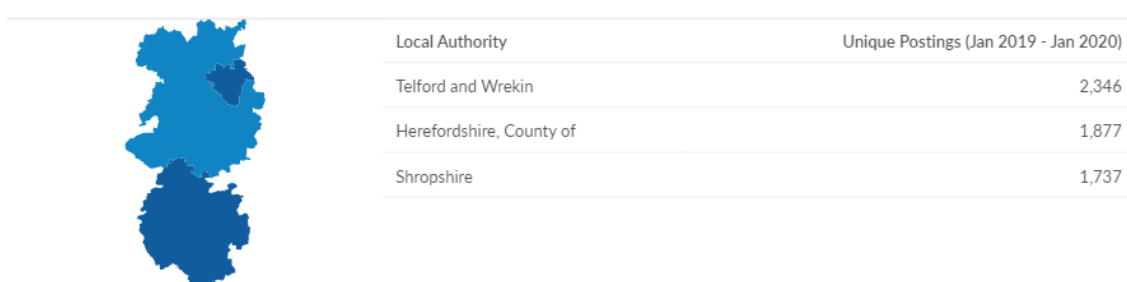 Local Authority Unique Postings (Jan 2019 - Jan 2020)
Telford and Wrekin 2,346
Herefordshire, County of 1,877
Shropshire 1,737